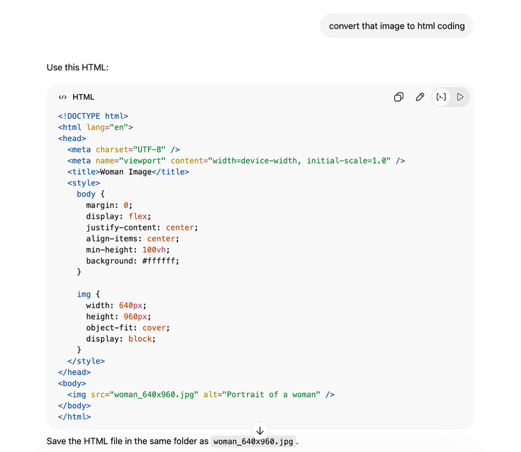 convert that image to html coding
Use this HTML:
HTML
<!DOCTYPE html>
<html lang="en">
<head>
  <meta charset="UTF-8" />
  <meta name="viewport" content="width=device-width, initial-scale=1.0" />
  <title>Woman Image</title>
  <style>
    body {
      margin: 0;
      display: flex;
      justify-content: center;
      align-items: center;
      min-height: 100vh;
      background: #ffffff;
    }

    img {
      width: 640px;
      height: 960px;
      object-fit: cover;
      display: block;
    }
  </style>
</head>
<body>
  <img src="woman_640x960.jpg" alt="Portrait of a woman" />
</body>
</html>
Save the HTML file in the same folder as woman_640x960.jpg.